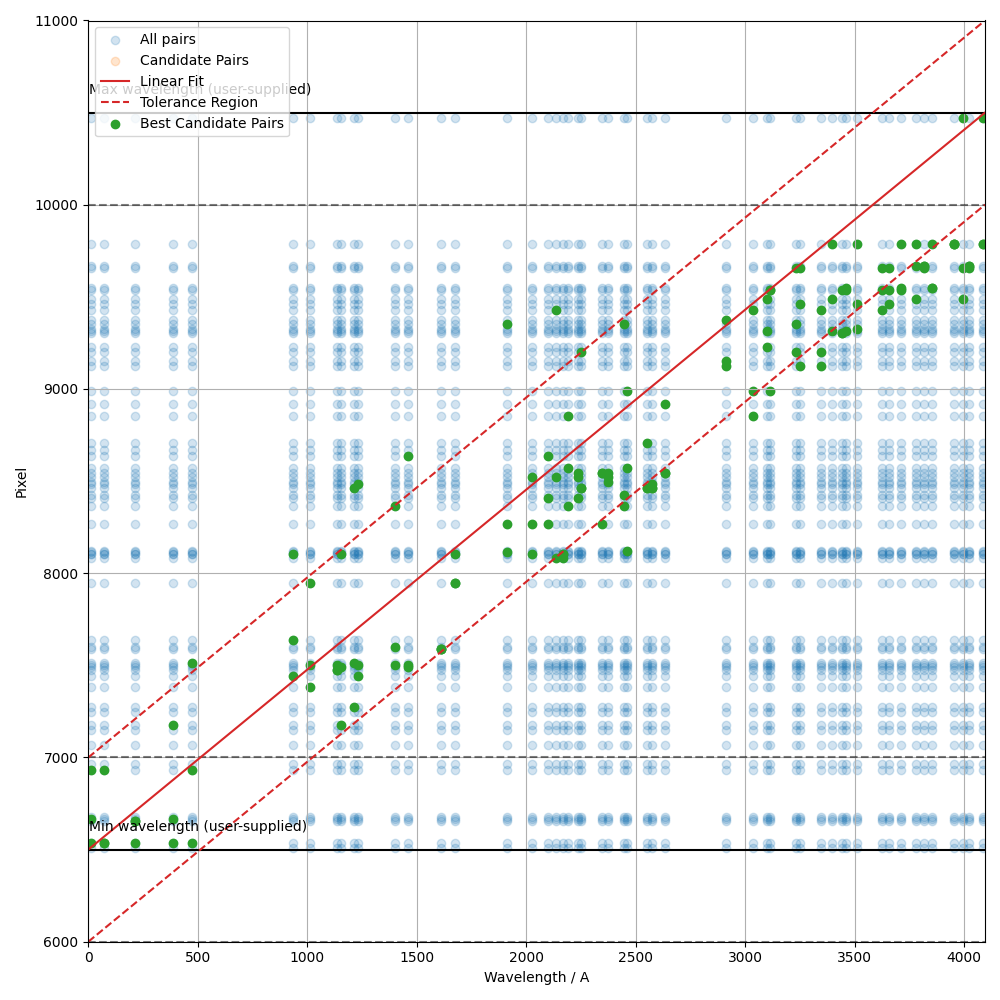 11000
10000
9000
8000
7000
6000
Pixel
All pairs
Candidate Pairs
Linear Fit
Tolerance Region
Best Candidate Pairs
Max wavelength (user-supplied)
Min wavelength (user-supplied)
0 500 1000 1500 2000 2500 3000 3500 4000
Wavelength / A